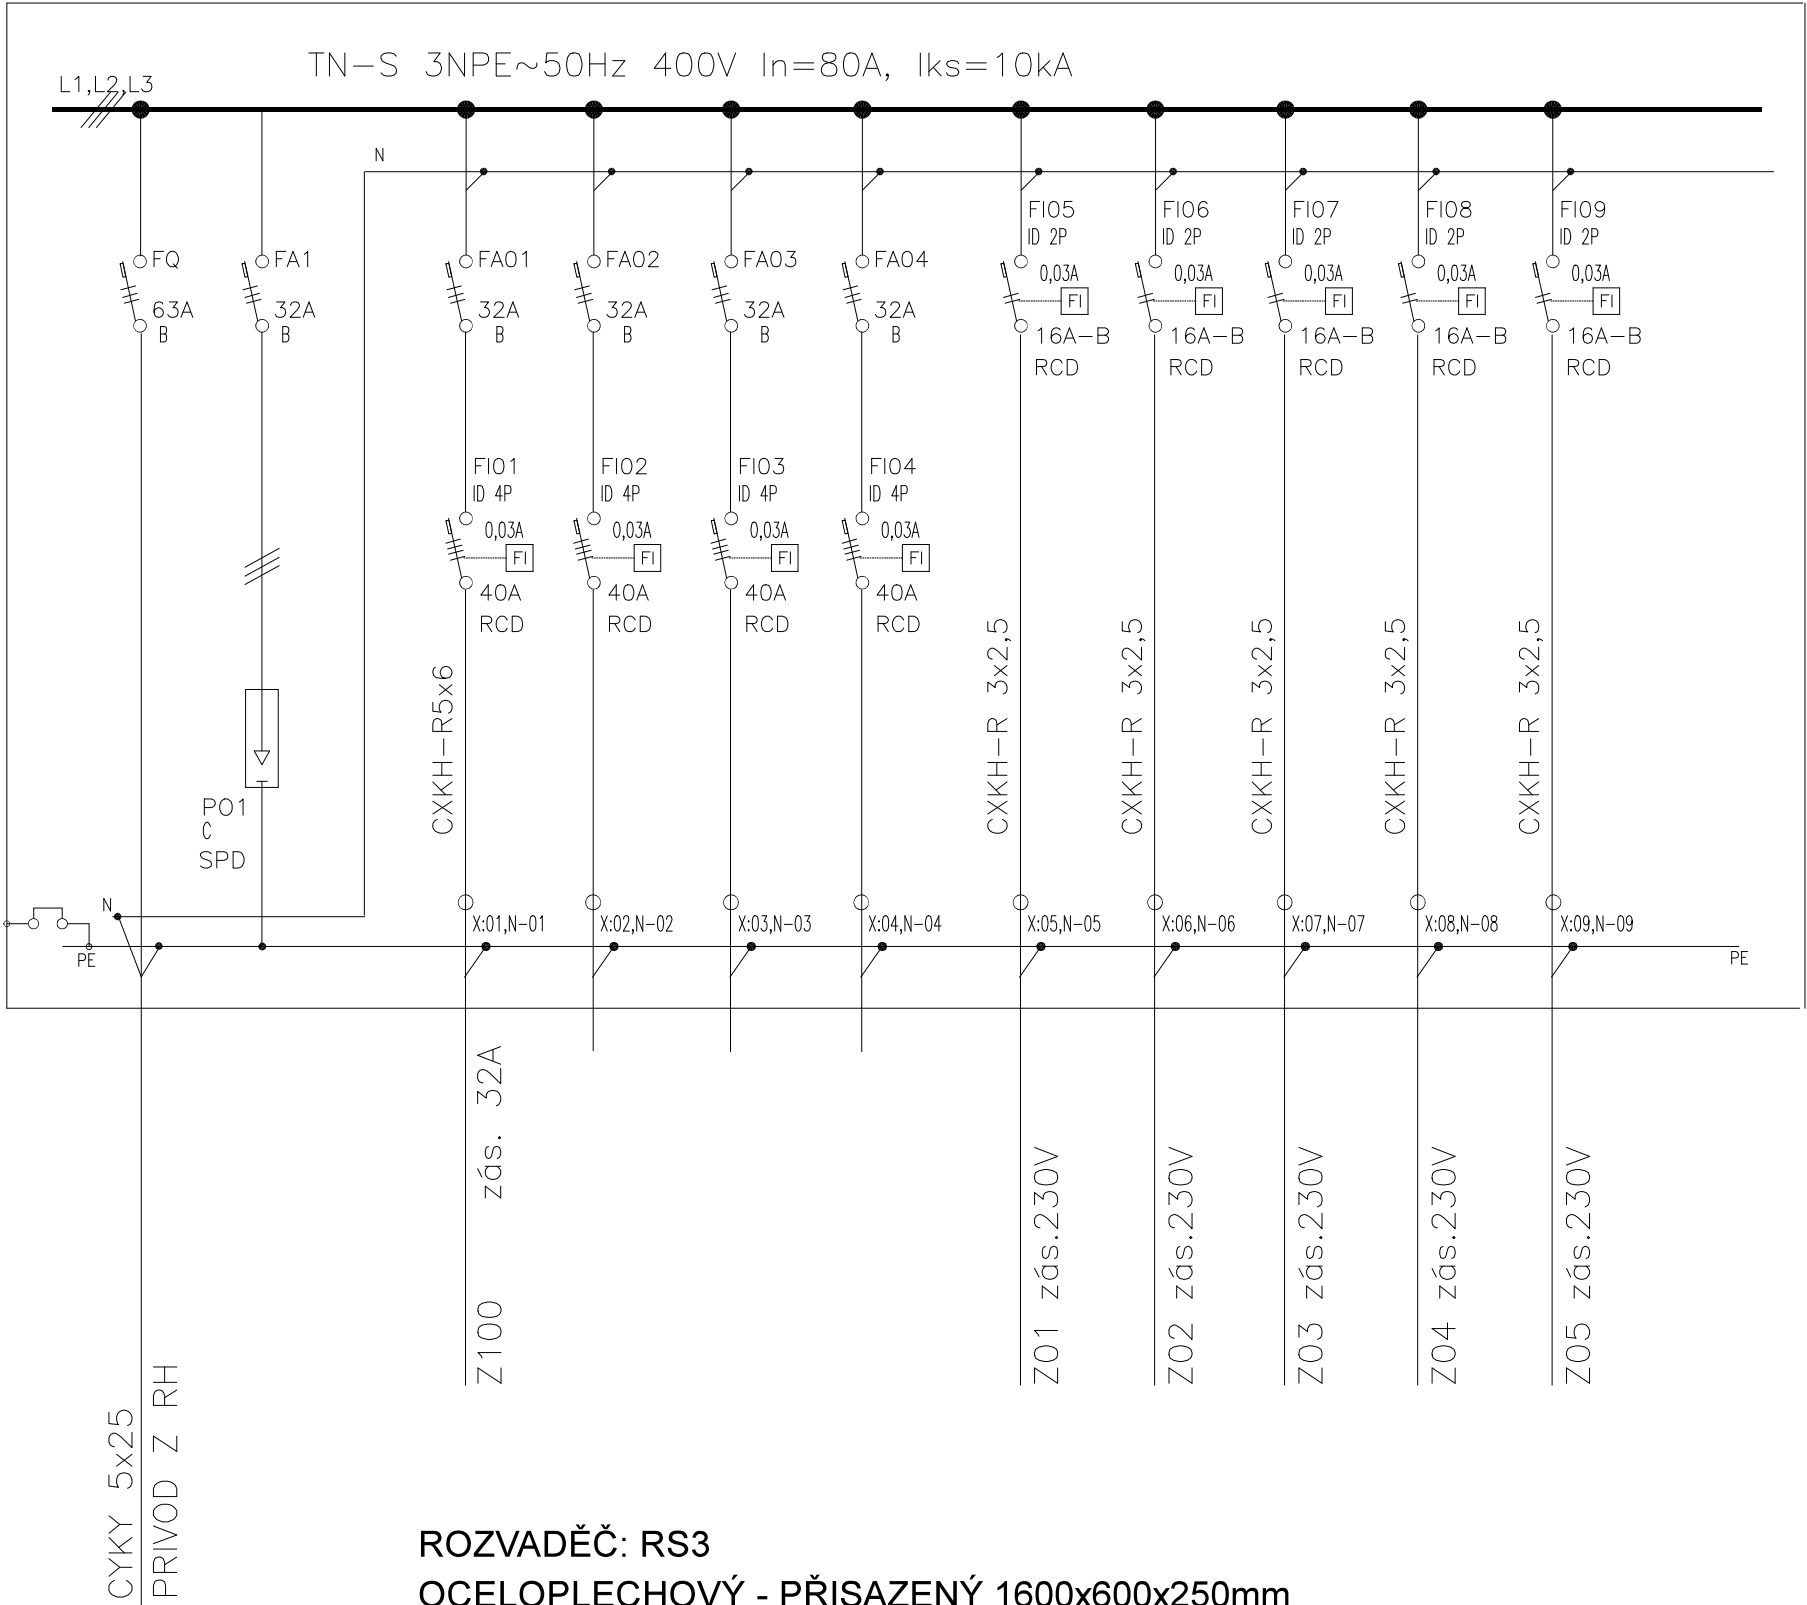 TN-S 3NPE~50Hz 400V In=80A, Iks=10kA
L1,L2,L3
N
FI05 FI06 FI07 FI08 FI09
ID 2P ID 2P ID 2P ID 2P ID 2P
FQ FA1 FA01 FA02 FA03 FA04
0,03A 0,03A 0,03A 0,03A 0,03A
FI FI FI FI FI
63A 32A 32A 32A 32A 32A
B B B B B B
16A-B 16A-B 16A-B 16A-B 16A-B
RCD RCD RCD RCD RCD
FI01 FI02 FI03 FI04
ID 4P ID 4P ID 4P ID 4P
0,03A 0,03A 0,03A 0,03A
FI FI FI FI
40A 40A 40A 40A
RCD RCD RCD RCD
CXKH-R5x6
CXKH-R 3x2,5
CXKH-R 3x2,5
CXKH-R 3x2,5
CXKH-R 3x2,5
CXKH-R 3x2,5
PO1
C
SPD
N
X:01,N-01 X:02,N-02 X:03,N-03 X:04,N-04 X:05,N-05 X:06,N-06 X:07,N-07 X:08,N-08 X:09,N-09
PE PE
Z100 zás. 32A
Z01 zás.230V
Z02 zás.230V
Z03 zás.230V
Z04 zás.230V
Z05 zás.230V
CYKY 5x25
PRIVOD Z RH
ROZVADĚČ: RS3
OCELOPLECHOVÝ - PŘISAZENÝ 1600x600x250mm